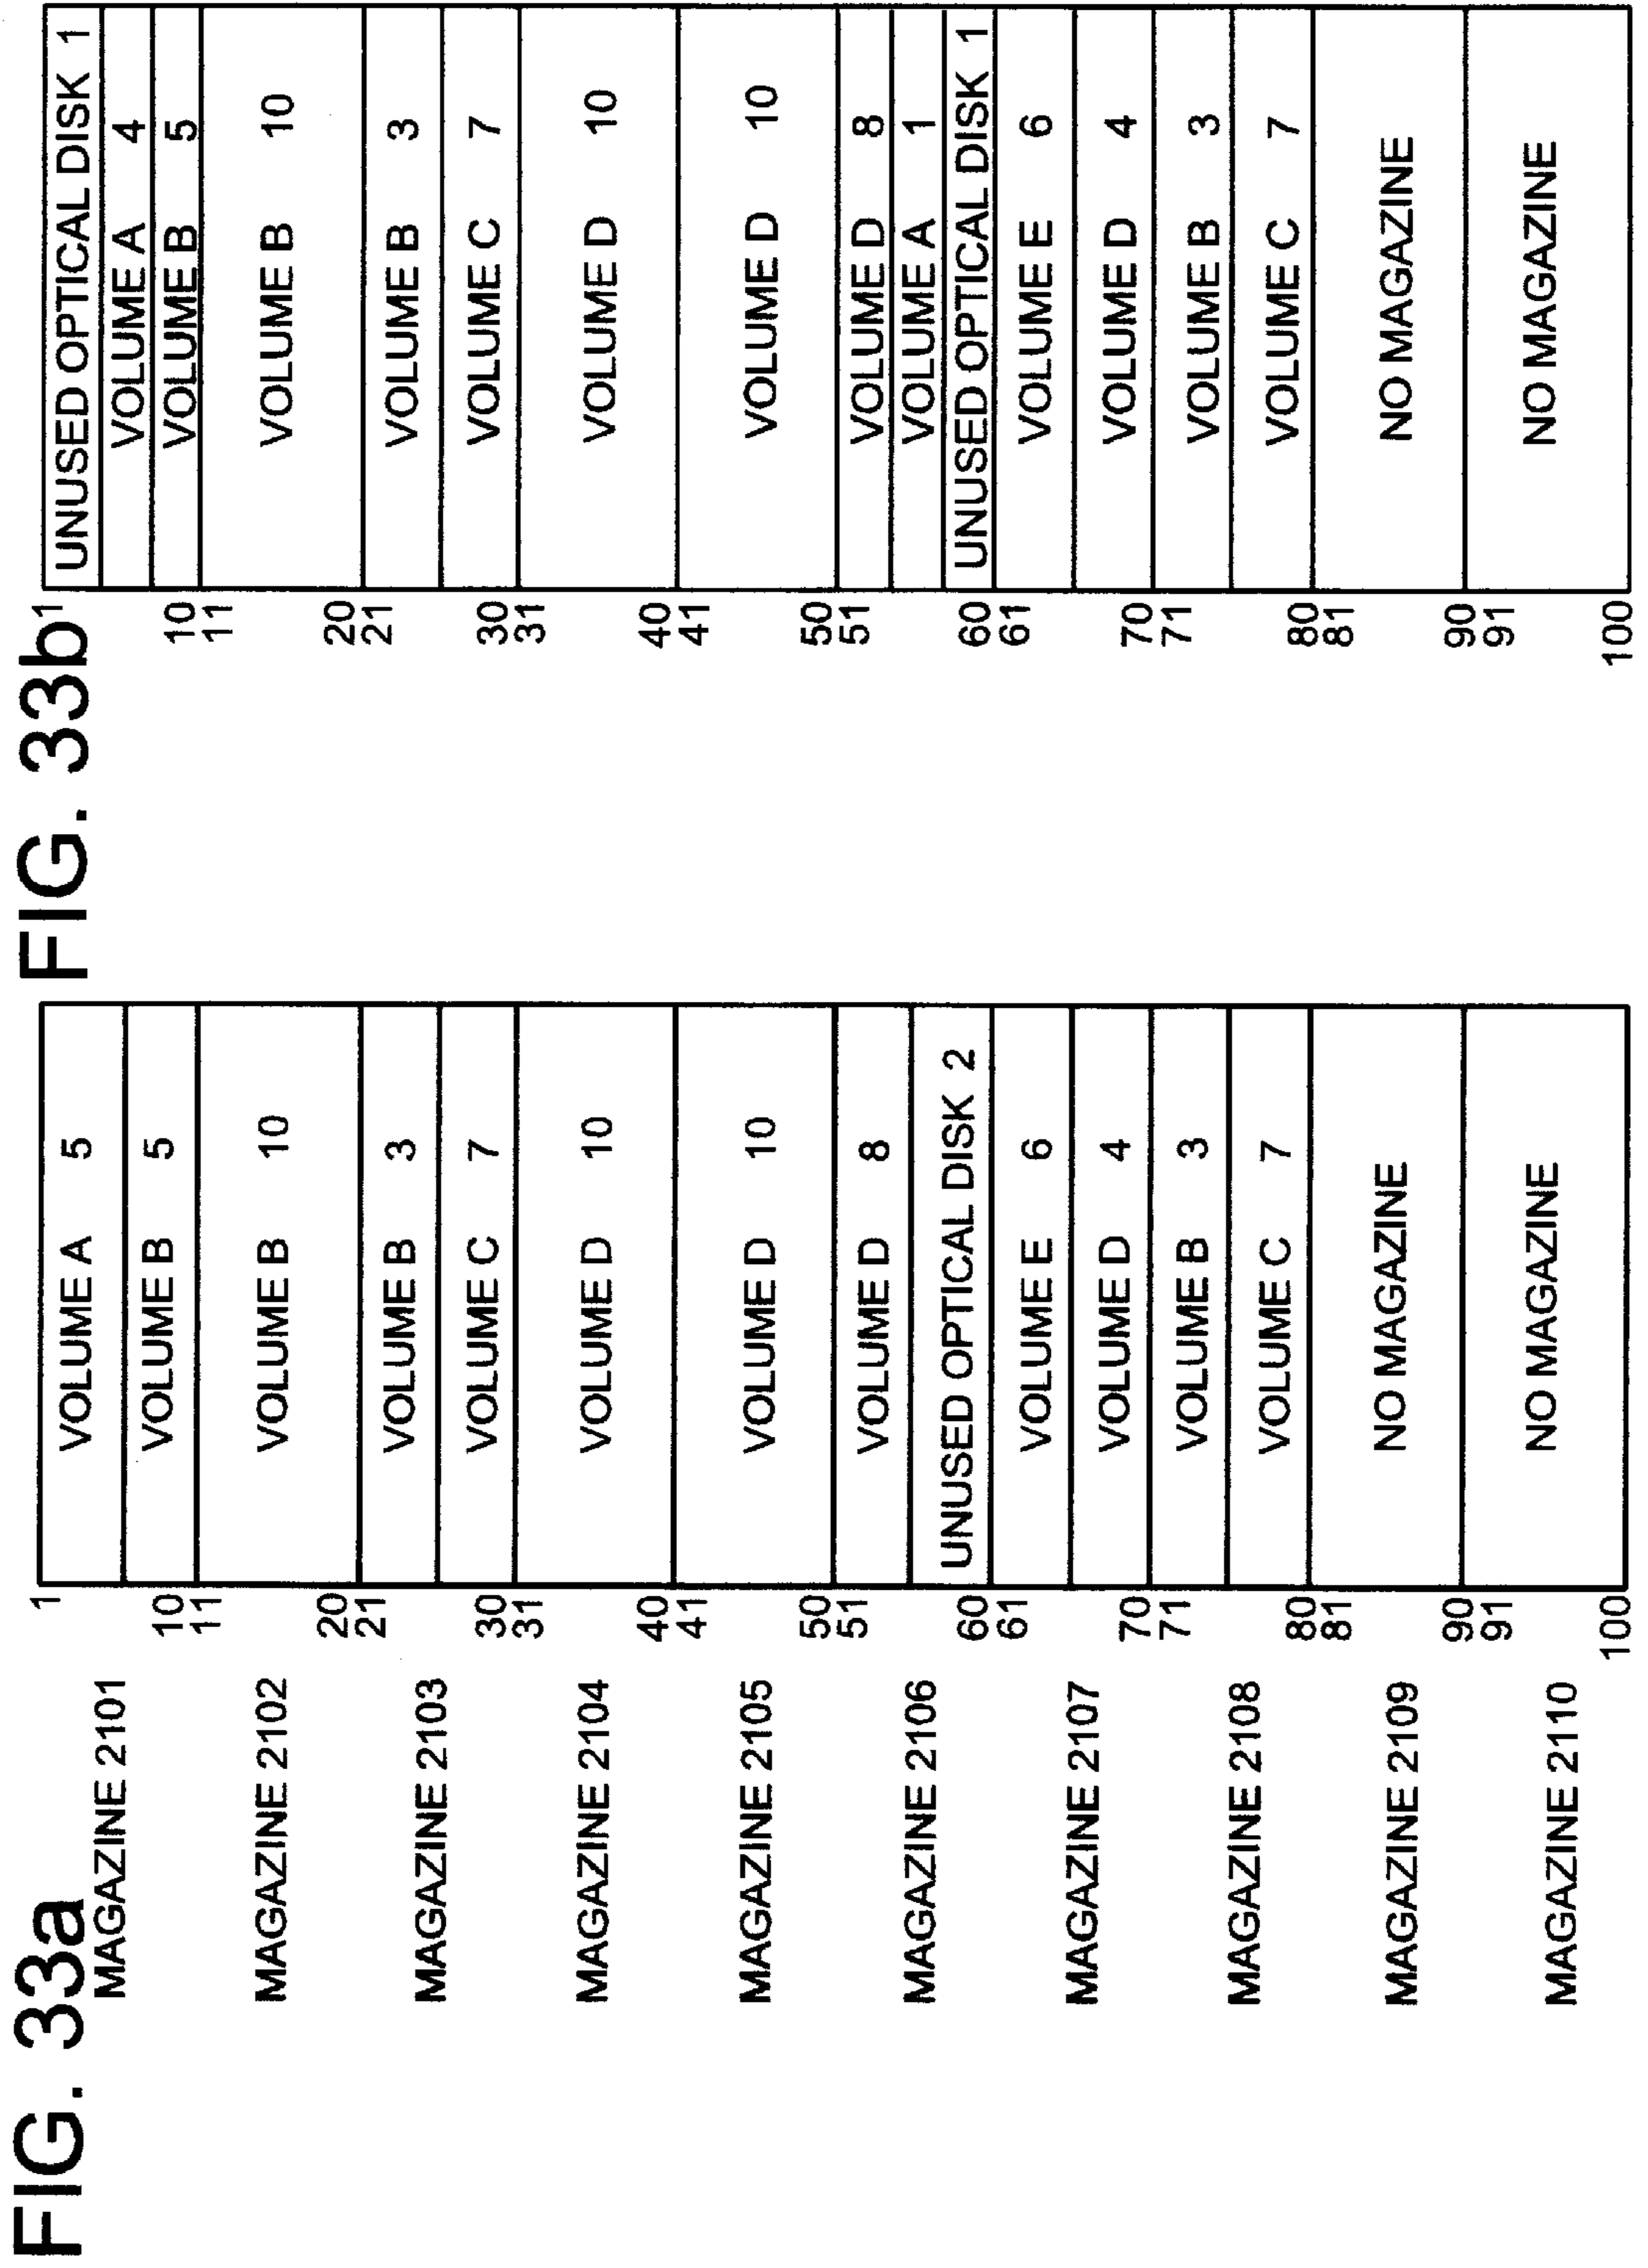 FIG. 33a
MAGAZINE 2101
MAGAZINE 2102
MAGAZINE 2103
MAGAZINE 2104
MAGAZINE 2105
MAGAZINE 2106
MAGAZINE 2107
MAGAZINE 2108
MAGAZINE 2109
MAGAZINE 2110
1
10
11
20
21
30
31
40
41
50
51
60
61
70
71
80
81
90
91
100
VOLUME A 5
VOLUME B 5
VOLUME B 10
VOLUME B 3
VOLUME C 7
VOLUME D 10
VOLUME D 10
VOLUME D 8
UNUSED OPTICAL DISK 2
VOLUME E 6
VOLUME D 4
VOLUME B 3
VOLUME C 7
NO MAGAZINE
NO MAGAZINE
FIG. 33b
1
10
11
20
21
30
31
40
41
50
51
60
61
70
71
80
81
90
91
100
UNUSED OPTICAL DISK 1
VOLUME A 4
VOLUME B 5
VOLUME B 10
VOLUME B 3
VOLUME C 7
VOLUME D 10
VOLUME D 10
VOLUME D 8
VOLUME A 1
UNUSED OPTICAL DISK 1
VOLUME E 6
VOLUME D 4
VOLUME B 3
VOLUME C 7
NO MAGAZINE
NO MAGAZINE